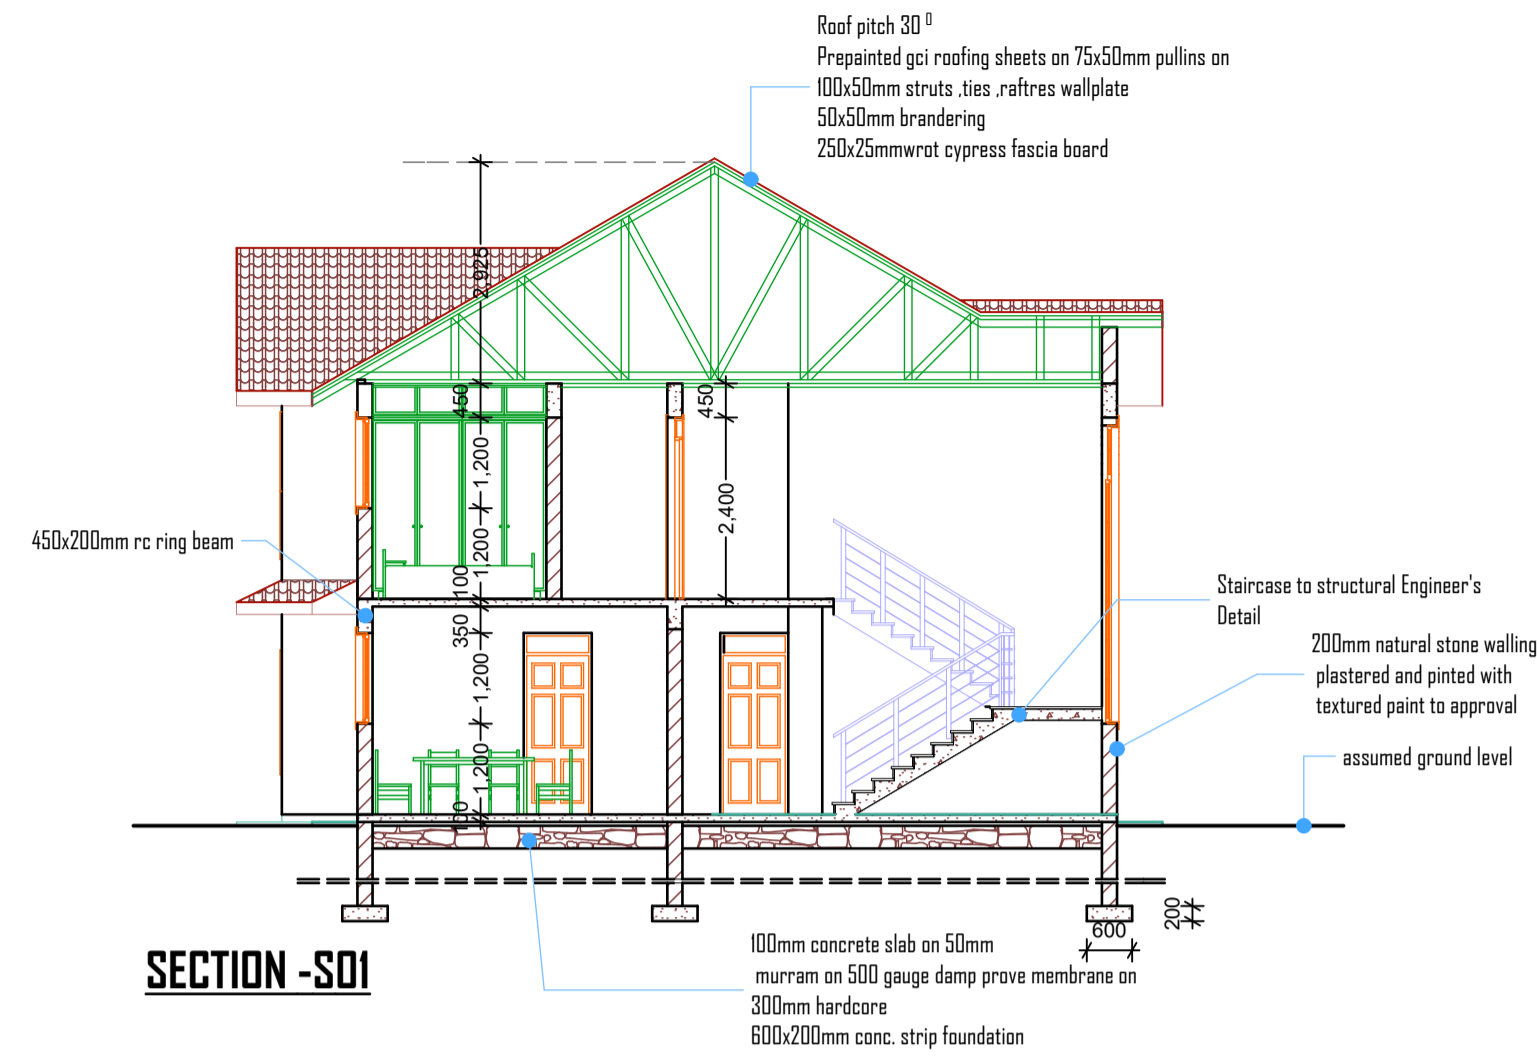 Roof pitch 30 0
Prepainted gci roofing sheets on 75x50mm pullins on
100x50mm struts ,ties ,raftres wallplate
50x50mm brandering
250x25mmwrot cypress fascia board
2,925
450
450
1,200
2,400
1,200
100
450x200mm rc ring beam
350
Staircase to structural Engineer's
Detail
1,200
200mm natural stone walling
plastered and pinted with
textured paint to approval
1,200
assumed ground level
100
200
600
100mm concrete slab on 50mm
murram on 500 gauge damp prove membrane on
300mm hardcore
600x200mm conc. strip foundation
SECTION -S01